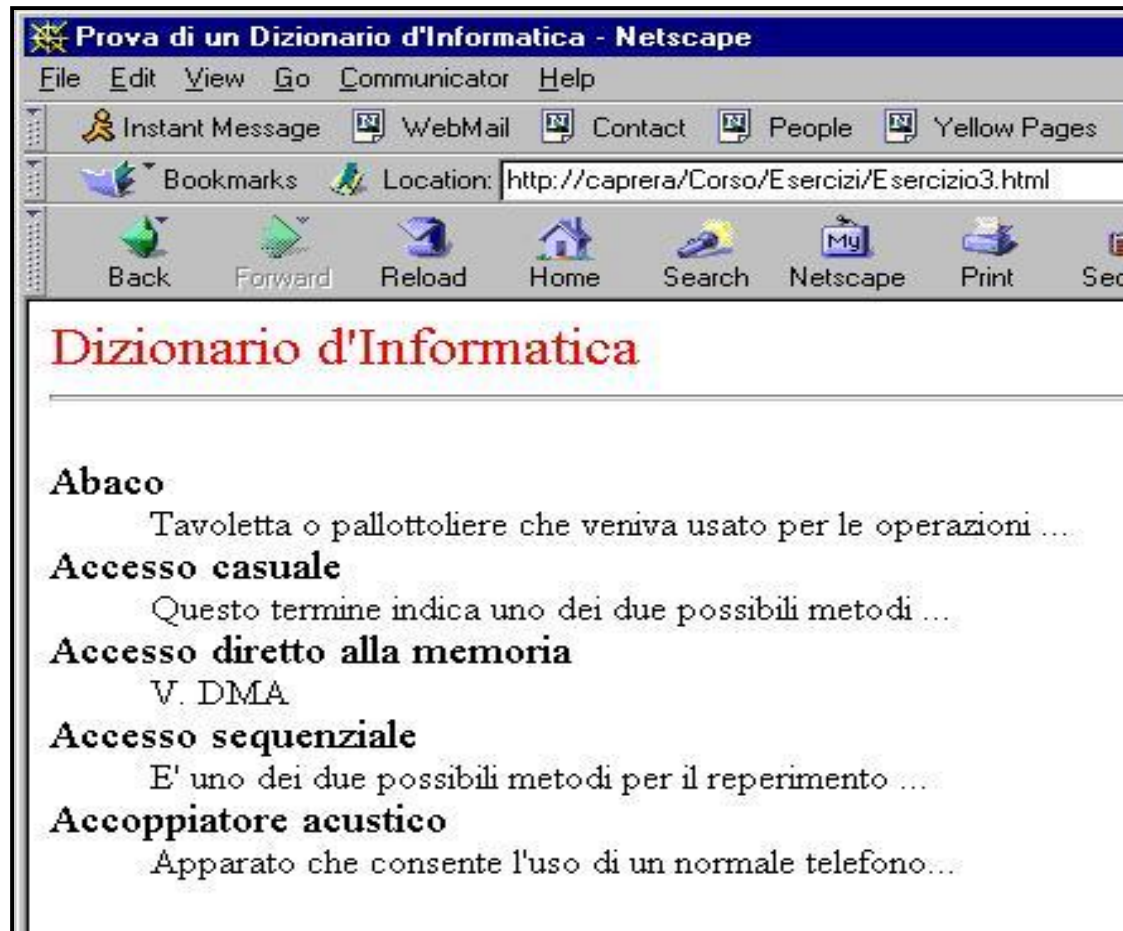 Prova di un Dizionario d'Informatica - Netscape
File Edit View Go Communicator Help
Instant Message WebMail Contact People Yellow Pages
Bookmarks Location: http://caprera/Corso/Esercizi/Esercizio3.html
Back Forward Reload Home Search My Netscape Print
Dizionario d'Informatica
Abaco
Tavoletta o pallottoliere che veniva usato per le operazioni ...
Accesso casuale
Questo termine indica uno dei due possibili metodi ...
Accesso diretto alla memoria
V. DMA
Accesso sequenziale
E' uno dei due possibili metodi per il reperimento ...
Accoppiatore acustico
Apparato che consente l'uso di un normale telefono...